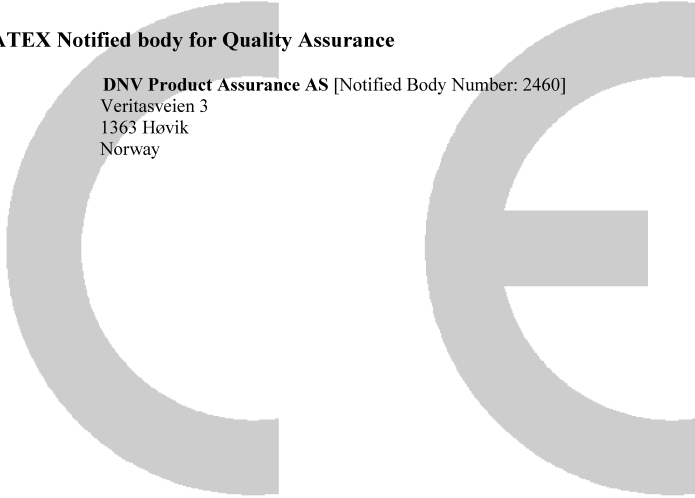 ATEX Notified body for Quality Assurance
DNV Product Assurance AS [Notified Body Number: 2460]
Veritasveien 3
1363 Høvik
Norway